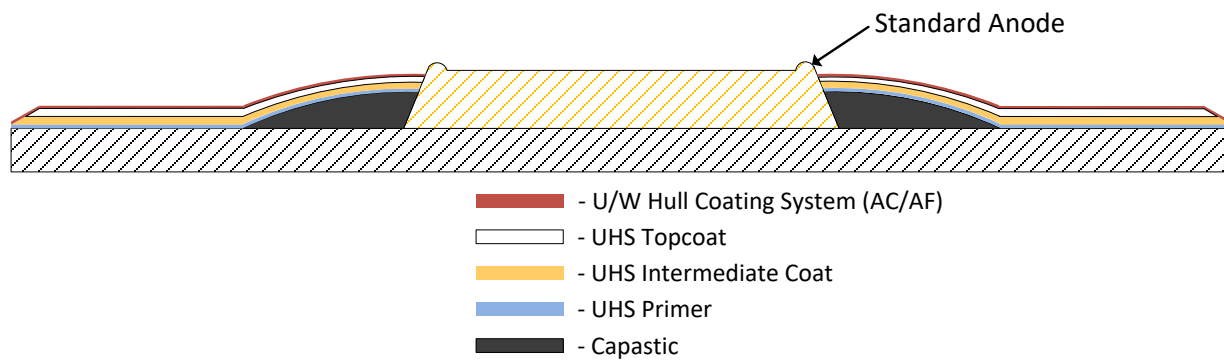 Standard Anode
- U/W Hull Coating System (AC/AF)
- UHS Topcoat
- UHS Intermediate Coat
- UHS Primer
- Capastic